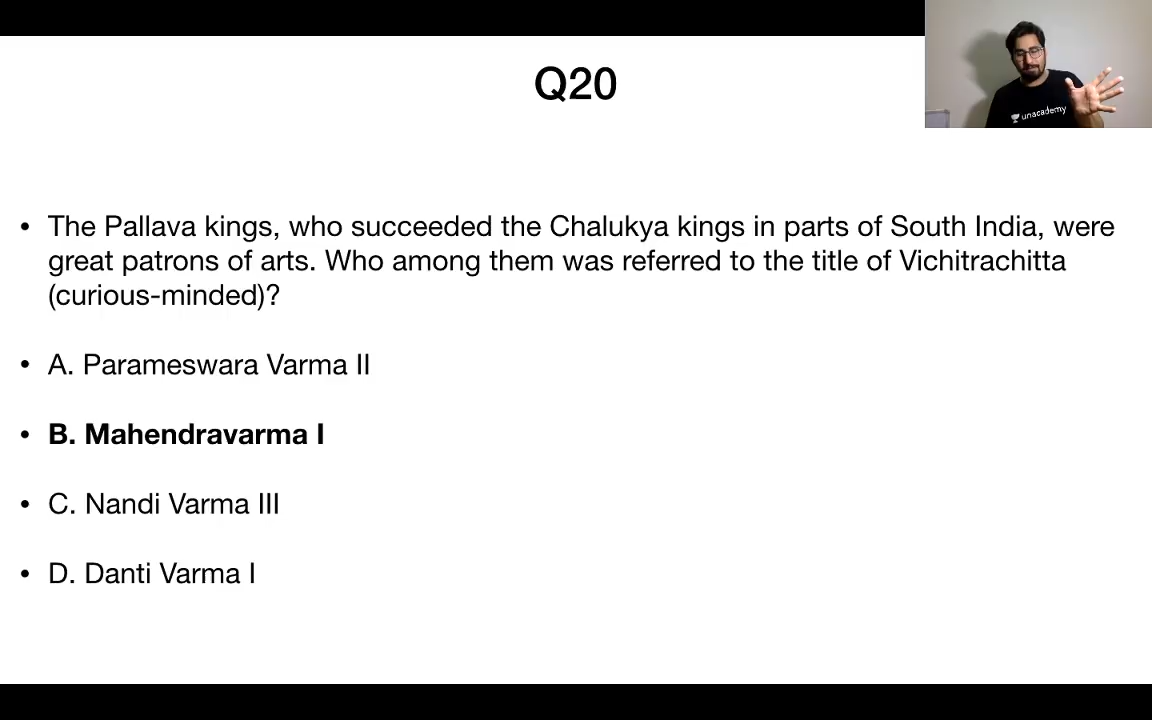 Q20
unacademy
• The Pallava kings, who succeeded the Chalukya kings in parts of South India, were
great patrons of arts. Who among them was referred to the title of Vichitrachitta
(curious-minded)?
• A. Parameswara Varma II
• B. Mahendravarma I
• C. Nandi Varma III
• D. Danti Varma I